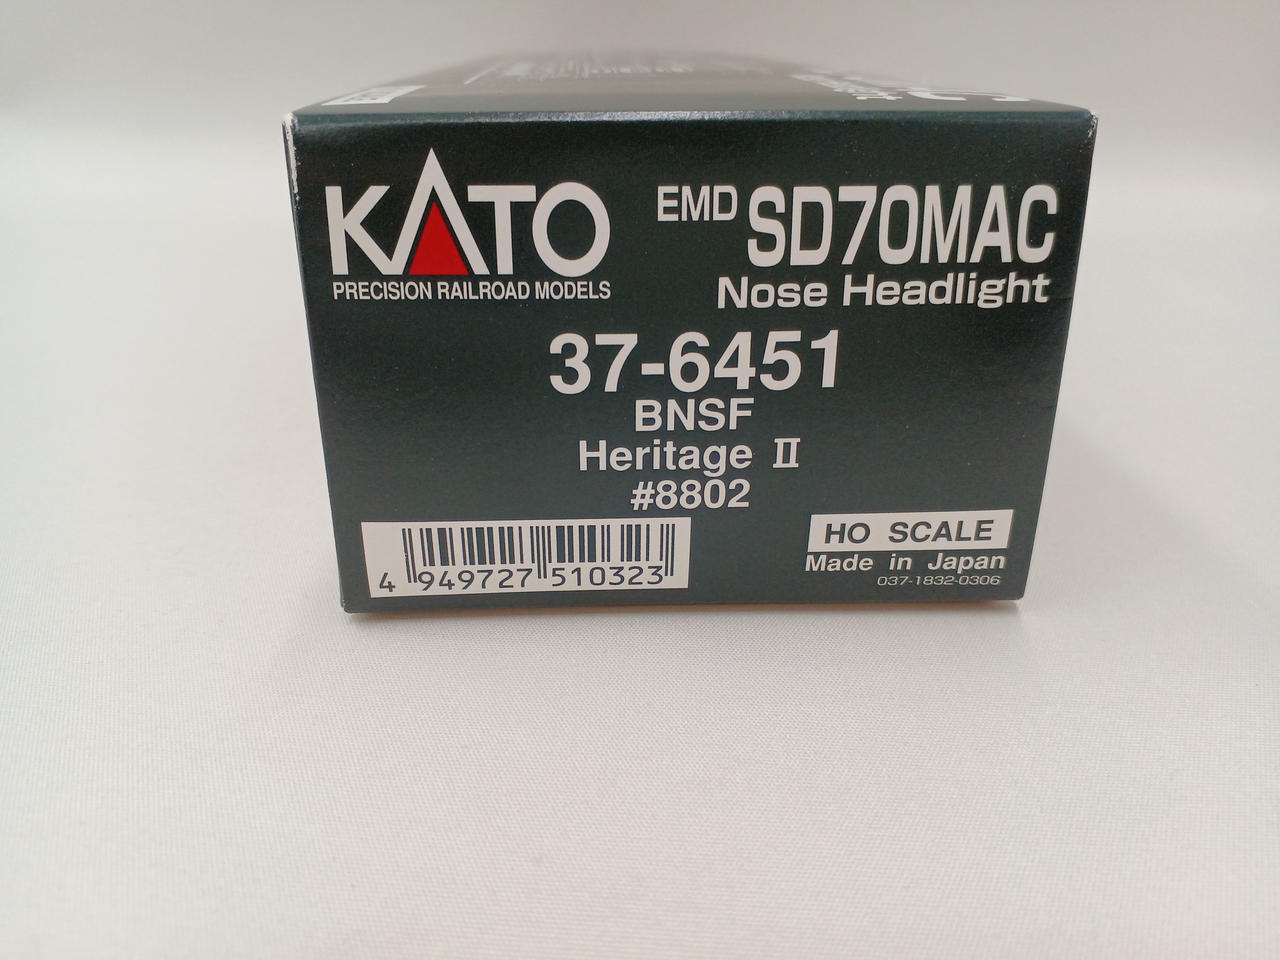 KATO
PRECISION RAILROAD MODELS
EMD SD70MAC
Nose Headlight
37-6451
BNSF
Heritage II
#8802
4 949727 510323
HO SCALE
Made in Japan
037-1832-0306